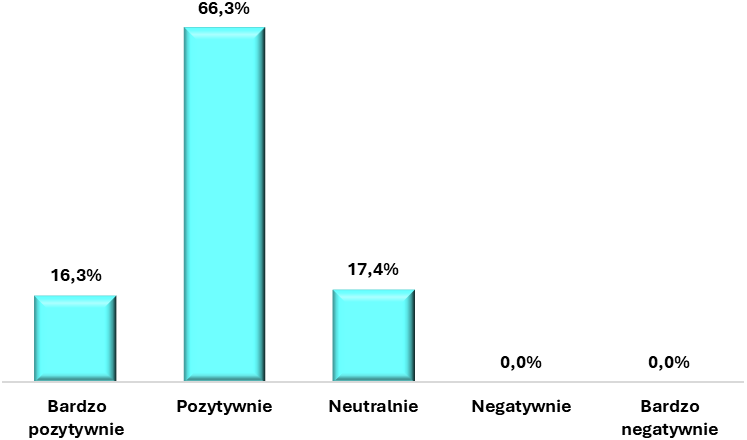 66,3%
16,3%
17,4%
0,0%
0,0%
Bardzo
pozytywnie
Pozytywnie
Neutralnie
Negatywnie
Bardzo
negatywnie